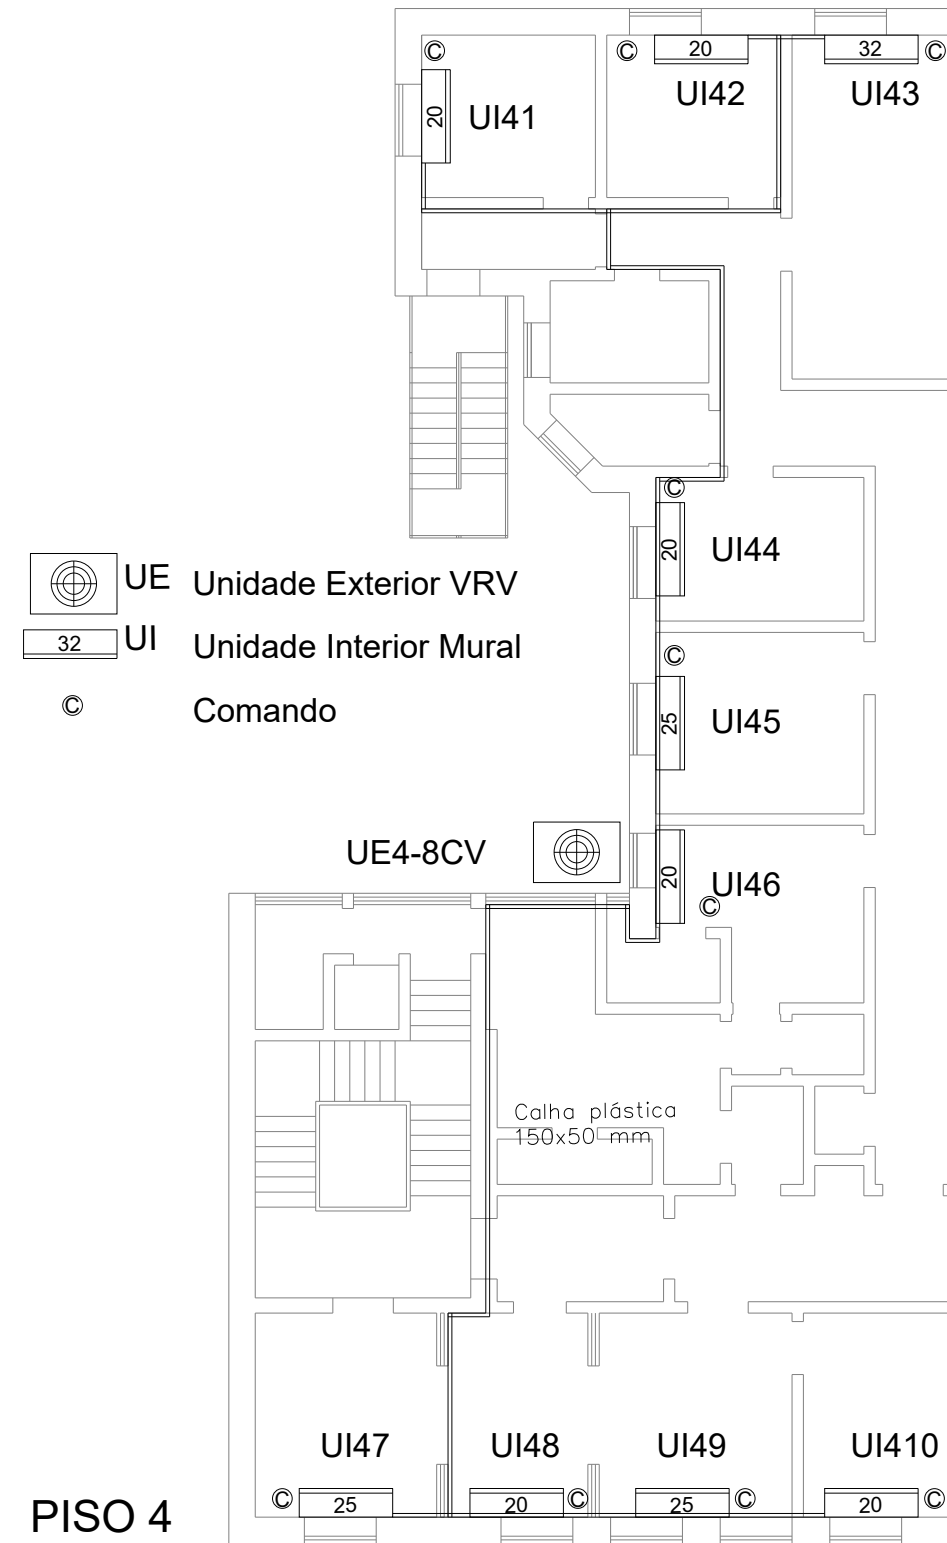 C
C
20
32
C
UI42
UI43
20
UI41
C
20
UI44
UE
Unidade Exterior VRV
32
UI
Unidade Interior Mural
C
25
UI45
C
Comando
UE4-8CV
20
UI46
C
Calha plástica
150x50 mm
UI47
UI48
UI49
UI410
C
25
20
C
25
C
20
C
PISO 4